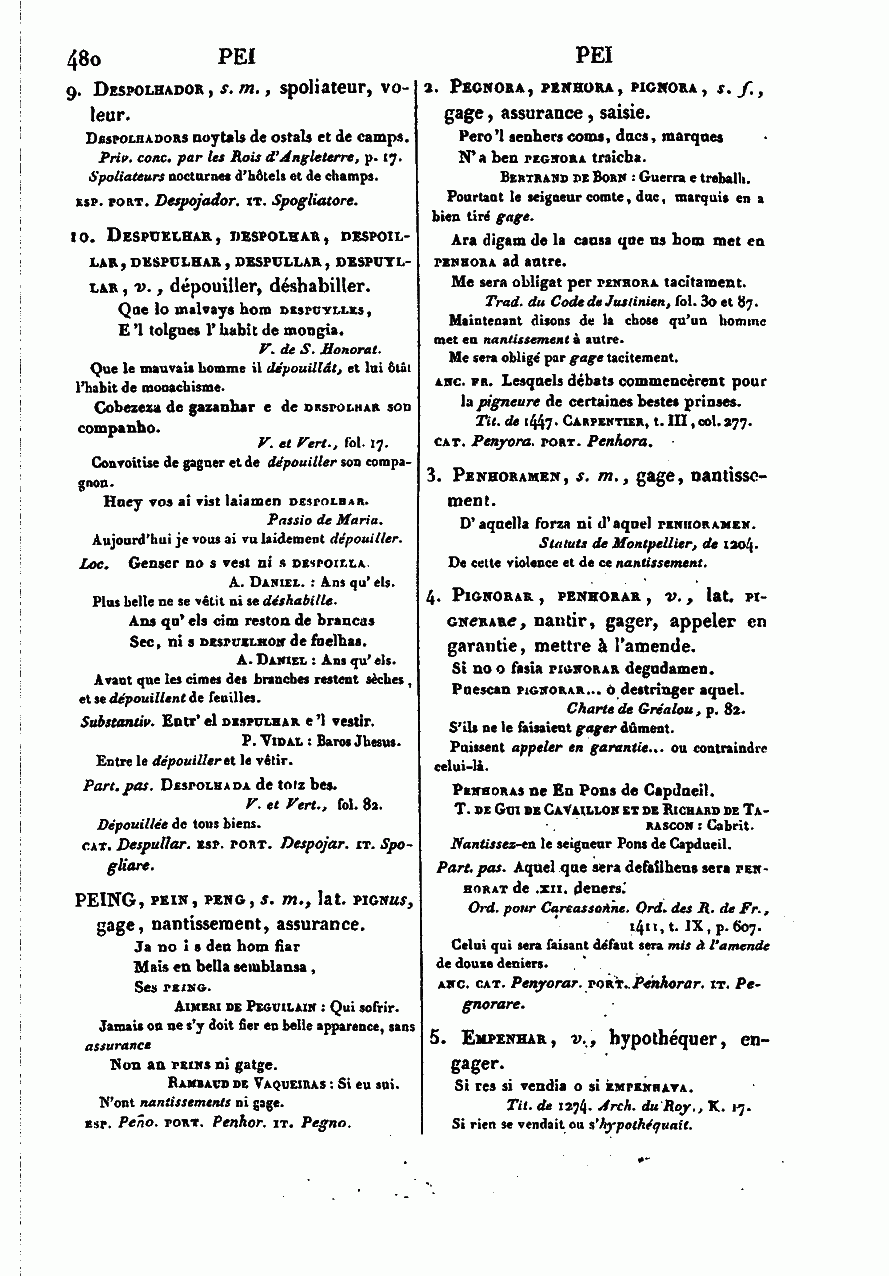 480 PEI PEI
9. Despolhador, s. m., spoliateur, vo-
leur.
Despolhadors noytals de ostals et de camps.
Priv. conc. par les Rois d'Angleterre, p. 17.
Spoliateurs nocturnes d'hôtels et de champs.
esp. port. Despojador. it. Spogliatore.
10. Despuelhar, despolhar, despoil-
lar, despulhar, despullar, despuyl-
lar, v., dépouiller, déshabiller.
Que lo malvays hom despuylles,
E 'l tolgues l' habit de mongia.
V. de S. Honorat.
Que le mauvais homme il dépouillât, et lui ôtât
l'habit de monachisme.
Cobezeza de gazanhar e de despolhar son
companho.
V. et Vert., fol. 17.
Convoitise de gagner et de dépouiller son compa-
gnon.
Huey vos ai vist laiamen despolhar.
Passio de Maria.
Aujourd'hui je vous ai vu laidement dépouiller.
Loc. Genser no s vest ni s despoilla.
A. Daniel. : Ans qu' els.
Plus belle ne se vêtit ni se déshabille.
Ans qu' els cim reston de brancas
Sec, ni s despuelhon de fuelhas.
A. Daniel : Ans qu' els.
Avant que les cimes des branches restent sèches,
et se dépouillent de feuilles.
Substantiv. Entr' el despulhar e 'l vestir.
P. Vidal : Baros Jhesus.
Entre le dépouiller et le vêtir.
Part. pas. Despolhada de totz bes.
V. et Vert., fol. 82.
Dépouillée de tous biens.
cat. Despullar. esp. port. Despojar. it. Spo-
gliare.
PEING, pein, peng, s. m., lat. pignus,
gage, nantissement, assurance.
Ja no i s deu hom fiar
Mais en bella semblansa,
Ses peing.
Aimeri de Peguilain : Qui sofrir.
Jamais on ne s'y doit fier en belle apparence, sans
assurance
Non an peins ni gatge.
Rambaud de Vaqueiras : Si eu sui.
N'ont nantissements ni gage.
esp. Peño. port. Penhor. it. Pegno.
2. Pegnora, penhora, pignora, s. f.,
gage, assurance, saisie.
Pero 'l senhers coms, ducs, marques
N' a ben pegnora traicha.
Bertrand de Born : Guerra e trebalh.
Pourtant le seigneur comte, duc, marquis en a
bien tiré gage.
Ara digam de la causa que us hom met en
penhora ad autre.
Me sera obligat per penhora tacitament.
Trad. du Code de Justinien, fol. 30 et 87.
Maintenant disons de la chose qu'un homme
met en nantissement à autre.
Me sera obligé par gage tacitement.
anc. fr. Lesquels débats commencèrent pour
la pigneure de certaines bestes prinses.
Tit. de 1447. Carpentier, t. III, col. 277.
cat. Penyora. port. Penhora.
3. Penhoramen, s. m., gage, nantisse-
ment.
D' aquella forza ni d' aquel penhoramen.
Statuts de Montpellier, de 1204.
De cette violence et de ce nantissement.
4. Pignorar, penhorar, v., lat. pi-
gnerare, nantir, gager, appeler en
garantie, mettre à l'amende.
Si no o fasia pignorar degudamen.
Puescan pignorar... o destringer aquel.
Charte de Gréalou, p. 82.
S'ils ne le faisaient gager dûment.
Puissent appeler en garantie... ou contraindre
celui-là.
Penhoras ne En Pons de Capdueil.
T. de Gui de Cavaillon et de Richard de Ta-
rascon : Cabrit.
Nantissez-en le seigneur Pons de Capdueil.
Part. pas. Aquel que sera defailhens sera pen-
horat de .xii. deners.
Ord. pour Carcassonne. Ord. des R. de Fr.,
1411, t. IX, p. 607.
Celui qui sera faisant défaut sera mis à l'amende
de douze deniers.
anc. cat. Penyorar. port. Penhorar. it. Pe-
gnorare.
5. Empenhar, v., hypothéquer, en-
gager.
Si res si vendia o si empenhava.
Tit. de 1274. Arch. du Roy., K. 17.
Si rien se vendait ou s'hypothéquait.